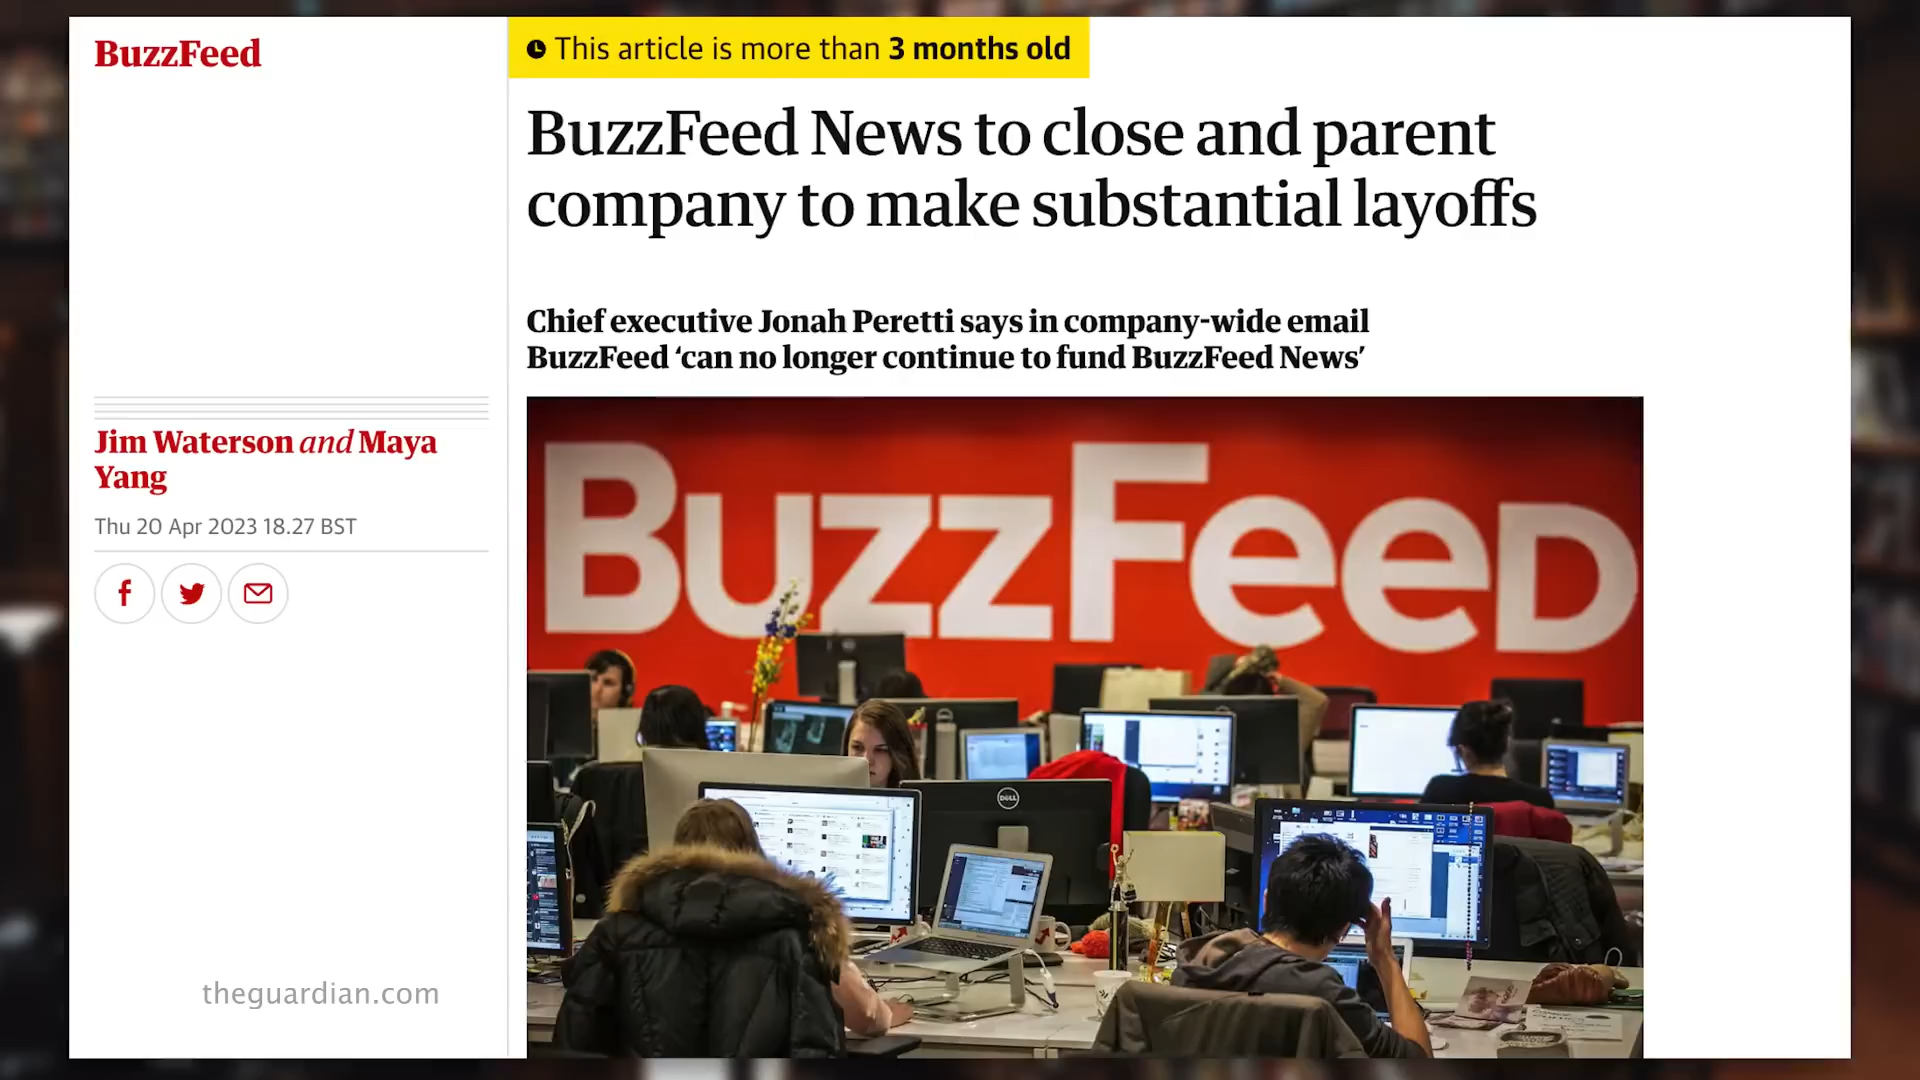 BuzzFeed
This article is more than 3 months old
BuzzFeed News to close and parent
company to make substantial layoffs
Chief executive Jonah Peretti says in company-wide email
BuzzFeed ‘can no longer continue to fund BuzzFeed News’
Jim Waterson and Maya
Yang
Thu 20 Apr 2023 18.27 BST
theguardian.com
BUZZFEED
DELL